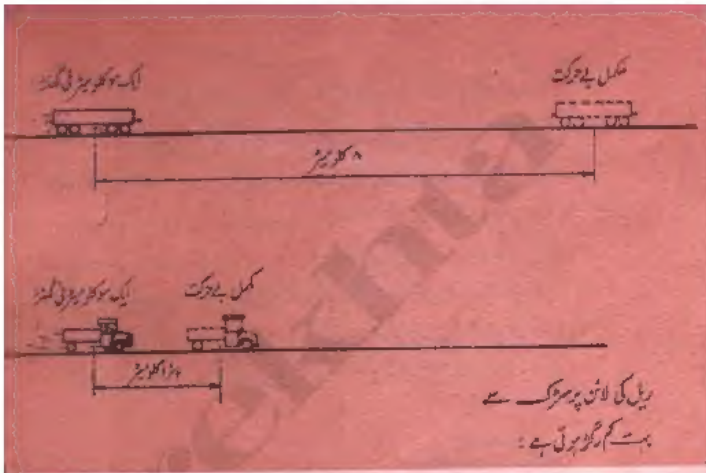 ایک سو کلو میٹر فی گھنٹہ
مکمل بے حرکت
۸ کلو میٹر
ایک سو کلو میٹر فی گھنٹہ
مکمل بے حرکت
کلو میٹر
ریل کی لائن پر سڑک سے
بہت کم رگڑ ہوتی ہے :
rekhta